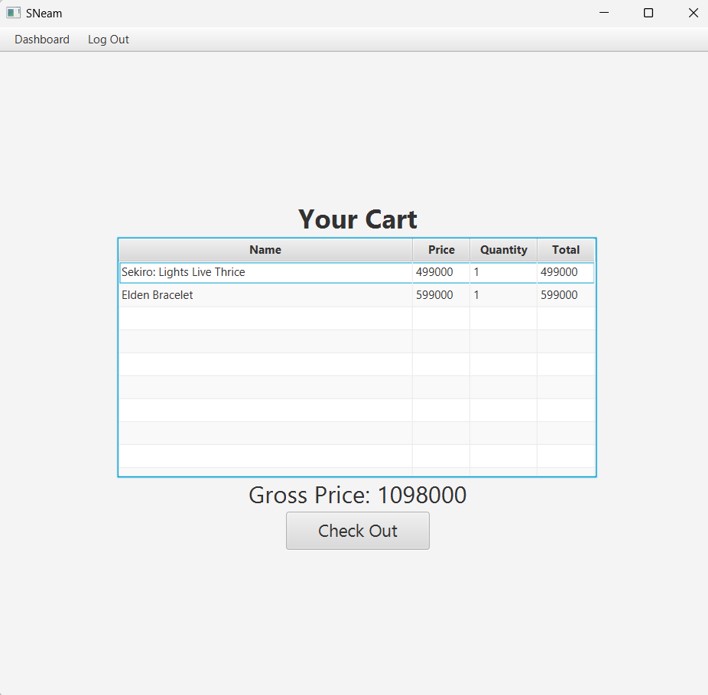 SNeam
Dashboard Log Out
Your Cart
Name Price Quantity Total
Sekiro: Lights Live Thrice 499000 1 499000
Elden Bracelet 599000 1 599000
Gross Price: 1098000
Check Out